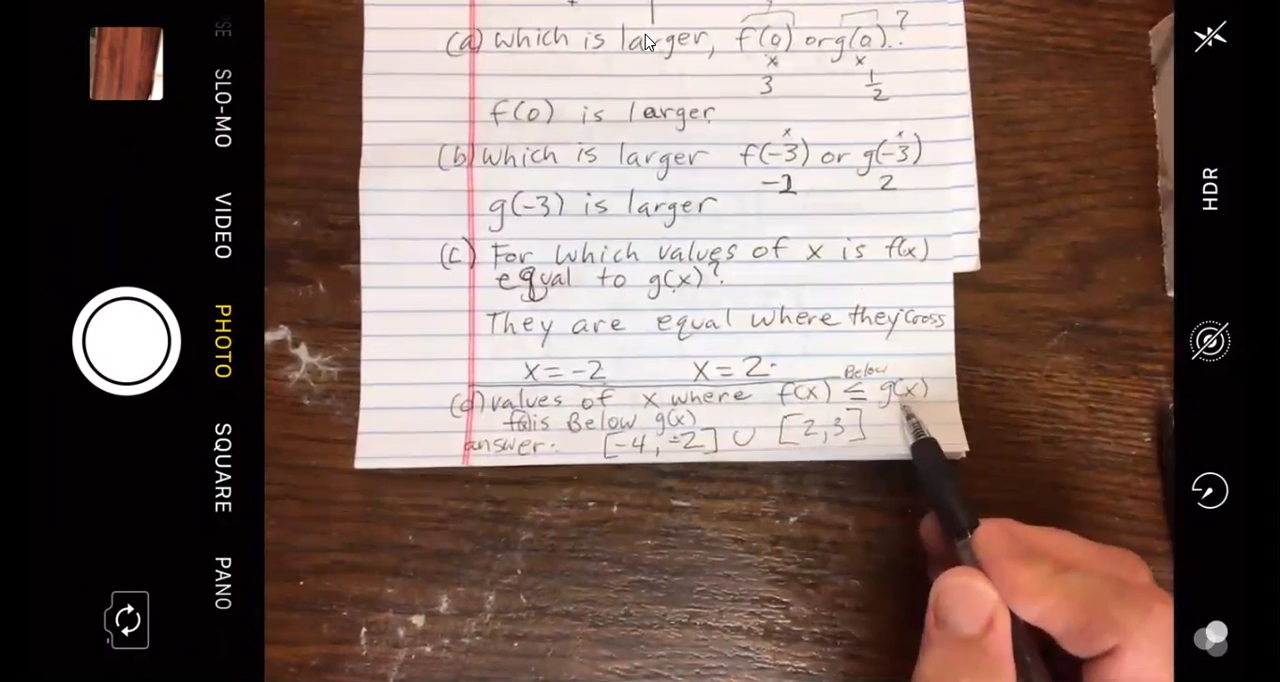 SE
SLO-MO
VIDEO
PHOTO
SQUARE
PANO
HDR
(a) which is larger, f(0) or g(0)?
x x
3 1/2
f(0) is larger
(b) which is larger f(-3) or g(-3)
x x
-1 2
g(-3) is larger
(c) For which values of x is f(x)
equal to g(x)?
They are equal where they cross
x = -2 x = 2.
Below
(d) values of x where f(x) ≤ g(x)
f(x) is Below g(x)
answer: [-4, -2] ∪ [2, 3]